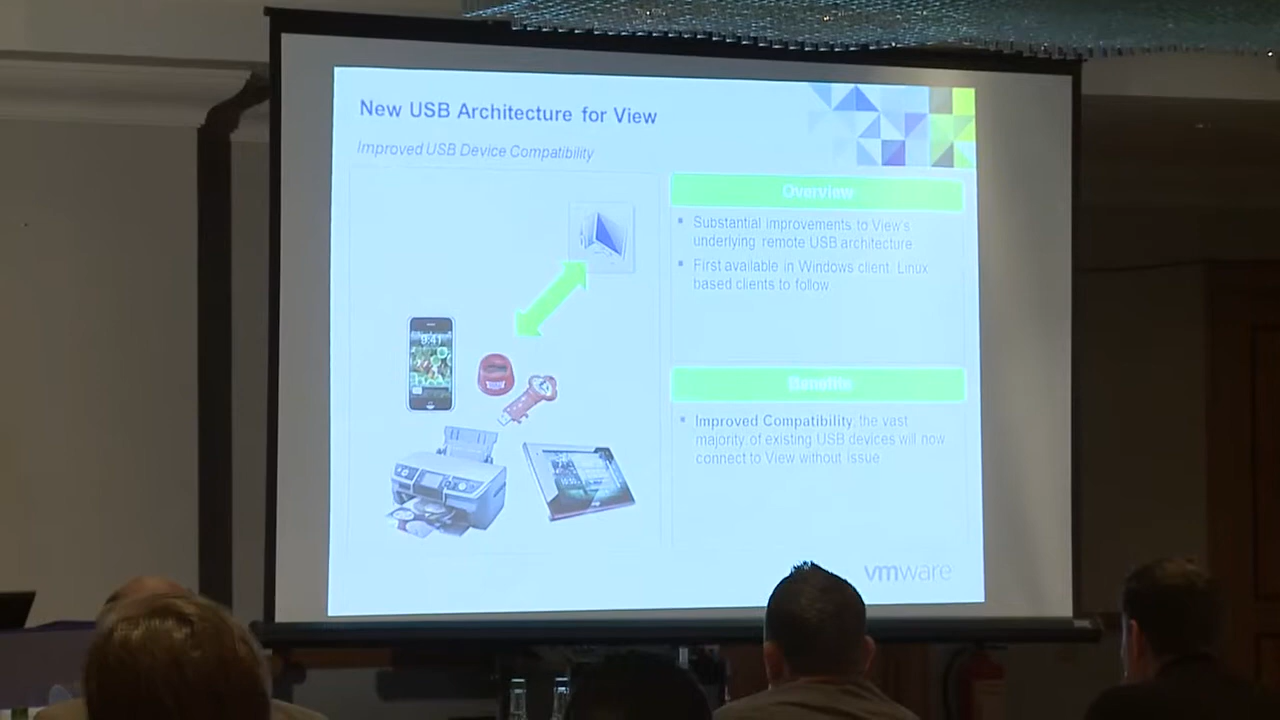 New USB Architecture for View
Improved USB Device Compatibility
Overview
Substantial improvements to View's
underlying remote USB architecture
First available in Windows client. Linux
based clients to follow
9:41
Benefits
Improved Compatibility, the vast
majority of existing USB devices will now
connect to View without issue
vmware